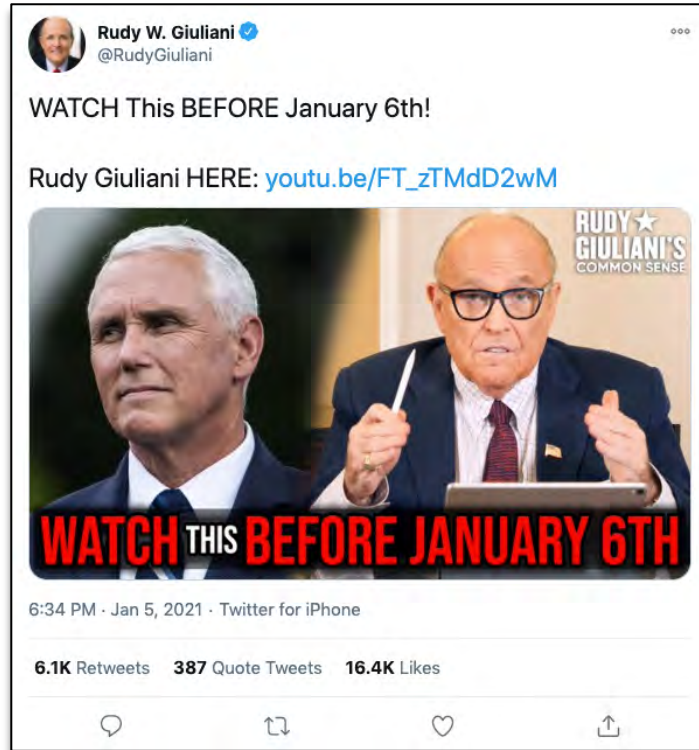 Rudy W. Giuliani
@RudyGiuliani
WATCH This BEFORE January 6th!
Rudy Giuliani HERE: youtu.be/FT_zTMdD2wM
RUDY★
GIULIANI'S
COMMON SENSE
WATCH THIS BEFORE JANUARY 6TH
6:34 PM · Jan 5, 2021 · Twitter for iPhone
6.1K Retweets 387 Quote Tweets 16.4K Likes